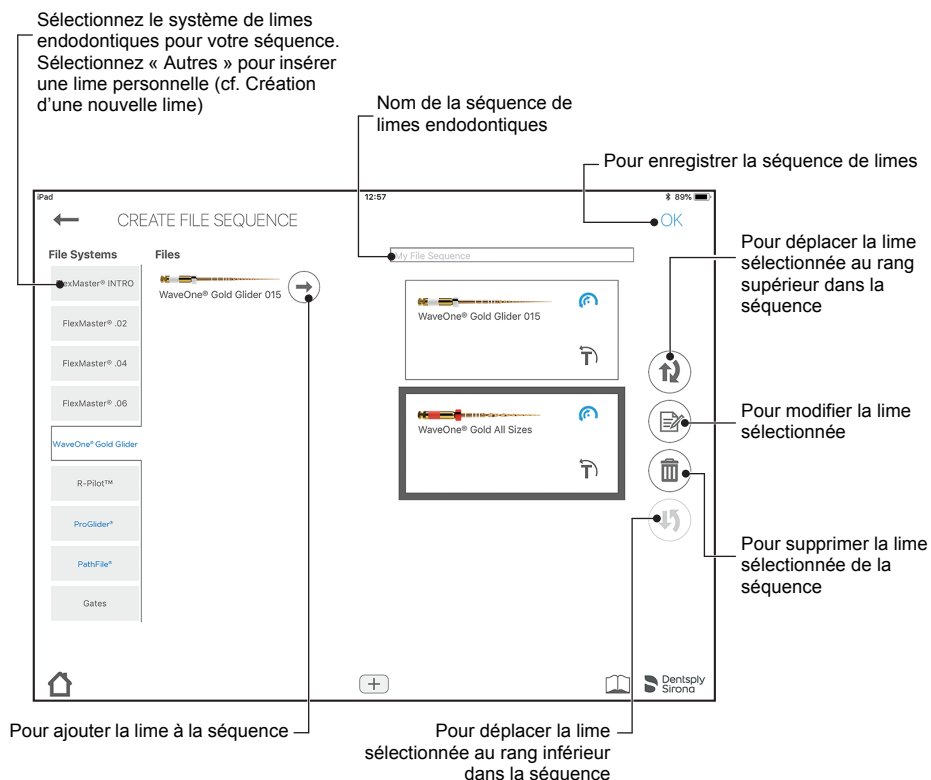 Sélectionnez le système de limes
endodontiques pour votre séquence.
Sélectionnez « Autres » pour insérer
une lime personnelle (cf. Création
d'une nouvelle lime)
Nom de la séquence de
limes endodontiques
Pour enregistrer la séquence de limes
iPad
12:57
89%
CREATE FILE SEQUENCE
OK
File Systems
Files
My File Sequence
exMaster® INTRO
FlexMaster® .02
FlexMaster® .04
FlexMaster® .06
WaveOne® Gold Glider
R-Pilot™
ProGlider®
PathFile®
Gates
WaveOne® Gold Glider 015
WaveOne® Gold Glider 015
T
WaveOne® Gold All Sizes
T
Dentsply
Sirona
Pour déplacer la lime
sélectionnée au rang
supérieur dans la
séquence
Pour modifier la lime
sélectionnée
Pour supprimer la lime
sélectionnée de la
séquence
Pour ajouter la lime à la séquence
Pour déplacer la lime
sélectionnée au rang inférieur
dans la séquence